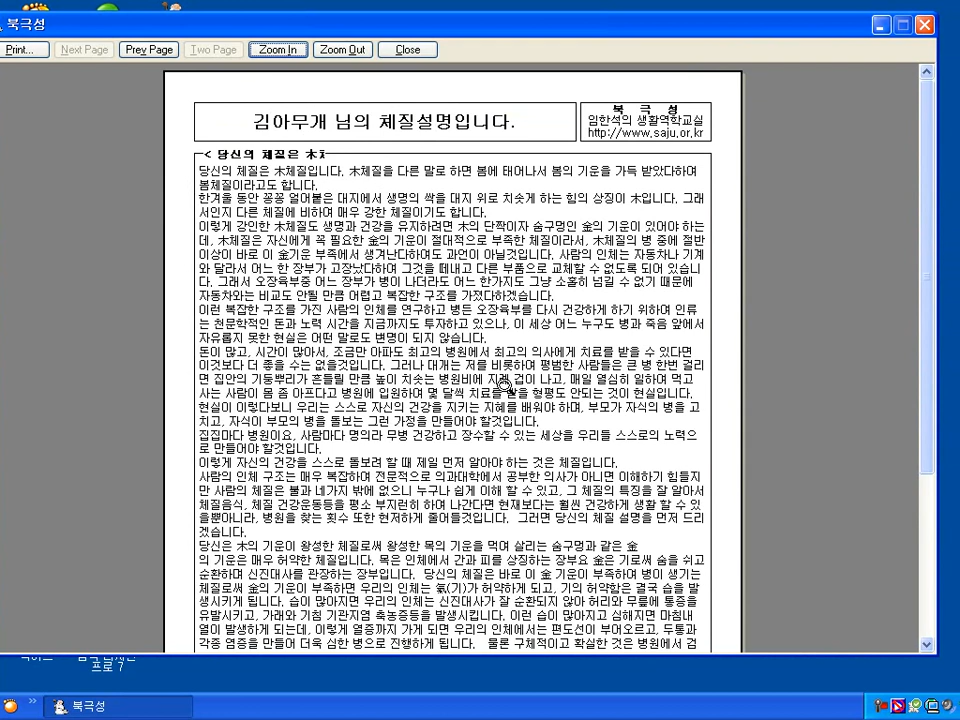 북극성
Print... Next Page Prev Page Two Page Zoom In Zoom Out Close
김아무개 님의 체질설명입니다.
북 극 성
임한석의 생활역학교실
http://www.saju.or.kr
< 당신의 체질은 木
당신의 체질은 木체질입니다. 木체질을 다른 말로 하면 봄에 태어나서 봄의 기운을 가득 받았다하여
봄체질이라고도 합니다.
한겨울 동안 꽁꽁 얼어붙은 대지에서 생명의 싹을 대지 위로 치솟게 하는 힘의 상징이 木입니다. 그래
서인지 다른 체질에 비하여 매우 강한 체질이기도 합니다.
이렇게 강인한 木체질도 생명과 건강을 유지하려면 木의 단짝이자 숨구멍인 金의 기운이 있어야 하는
데, 木체질은 자신에게 꼭 필요한 金의 기운이 절대적으로 부족한 체질이라서, 木체질의 병 중에 절반
이상이 바로 이 金기운 부족에서 생겨난다하여도 과언이 아닐것입니다. 사람의 인체는 자동차나 기계
와 달라서 어느 한 장부가 고장났다하여 그것을 떼내고 다른 부품으로 교체할 수 없도록 되어 있습니
다. 그래서 오장육부중 어느 장부가 병이 나더라도 어느 한가지도 그냥 소홀히 넘길 수 없기 때문에
자동차와는 비교도 안될 만큼 어렵고 복잡한 구조를 가졌다하겠습니다.
이런 복잡한 구조를 가진 사람의 인체를 연구하고 병든 오장육부를 다시 건강하게 하기 위하여 인류
는 천문학적인 돈과 노력 시간을 지금까지도 투자하고 있으나, 이 세상 어느 누구도 병과 죽음 앞에서
자유롭지 못한 현실은 어떤 말로도 변명이 되지 않습니다.
돈이 많고, 시간이 많아서, 조금만 아파도 최고의 병원에서 최고의 의사에게 치료를 받을 수 있다면
이것보다 더 좋을 수는 없을것입니다. 그러나 대개는 저를 비롯하여 평범한 사람들은 큰 병 한번 걸리
면 집안의 기둥뿌리가 흔들릴 만큼 높이 치솟는 병원비에 지레 겁이 나고, 매일 열심히 일하며 먹고
사는 사람이 몸 좀 아프다고 병원에 입원하며 몇 달씩 치료를 할 형평도 안되는 것이 현실입니다.
현실이 이렇다보니 우리는 스스로 자신의 건강을 지키는 지혜를 배워야 하며, 부모가 자식의 병을 고
치고, 자식이 부모의 병을 돌보는 그런 가정을 만들어야 할것입니다.
집집마다 병원이요, 사람마다 명의라 무병 건강하고 장수할 수 있는 세상을 우리들 스스로의 노력으
로 만들어야 할것입니다.
이렇게 자신의 건강을 스스로 돌보려 할 때 제일 먼저 알아야 하는 것은 체질입니다.
사람의 인체 구조는 매우 복잡하여 전문적으로 의과대학에서 공부한 의사가 아니면 이해하기 힘들지
만 사람의 체질은 불과 네가지 밖에 없으니 누구나 쉽게 이해 할 수 있고, 그 체질의 특징을 잘 알아서
체질음식, 체질 건강운동등을 평소 부지런히 하여 나간다면 현재보다는 훨씬 건강하게 생활 할 수 있
을뿐아니라, 병원을 찾는 횟수 또한 현저하게 줄어들것입니다. 그러면 당신의 체질 설명을 먼저 드리
겠습니다.
당신은 木의 기운이 왕성한 체질로써 왕성한 목의 기운을 먹여 살리는 숨구멍과 같은 金
의 기운은 매우 허약한 체질입니다. 목은 인체에서 간과 피를 상징하는 장부요 金은 기로써 숨을 쉬고
순환하며 신진대사를 관장하는 장부입니다. 당신의 체질은 바로 이 金 기운이 부족하여 병이 생기는
체질로써 金 기운이 부족하면 우리의 인체는 氣(기)가 허약하게 되고, 기의 허약함은 결국 습을 발
생시키게 됩니다. 습이 많아지면 우리의 인체는 신진대사가 잘 순환되지 않아 허리와 무릎에 통증을
유발시키고, 가래와 기침 기관지염 축농증등을 발생시킵니다. 이런 습이 많아지고 심해지면 마침내
열이 발생하게 되는데, 이렇게 열증까지 가게 되면 우리의 인체에서는 편도선이 부어오르고, 두통과
각종 염증을 만들어 더욱 심한 병으로 진행하게 됩니다. 물론 구체적이고 확실한 것은 병원에서 검
프로 7
북극성